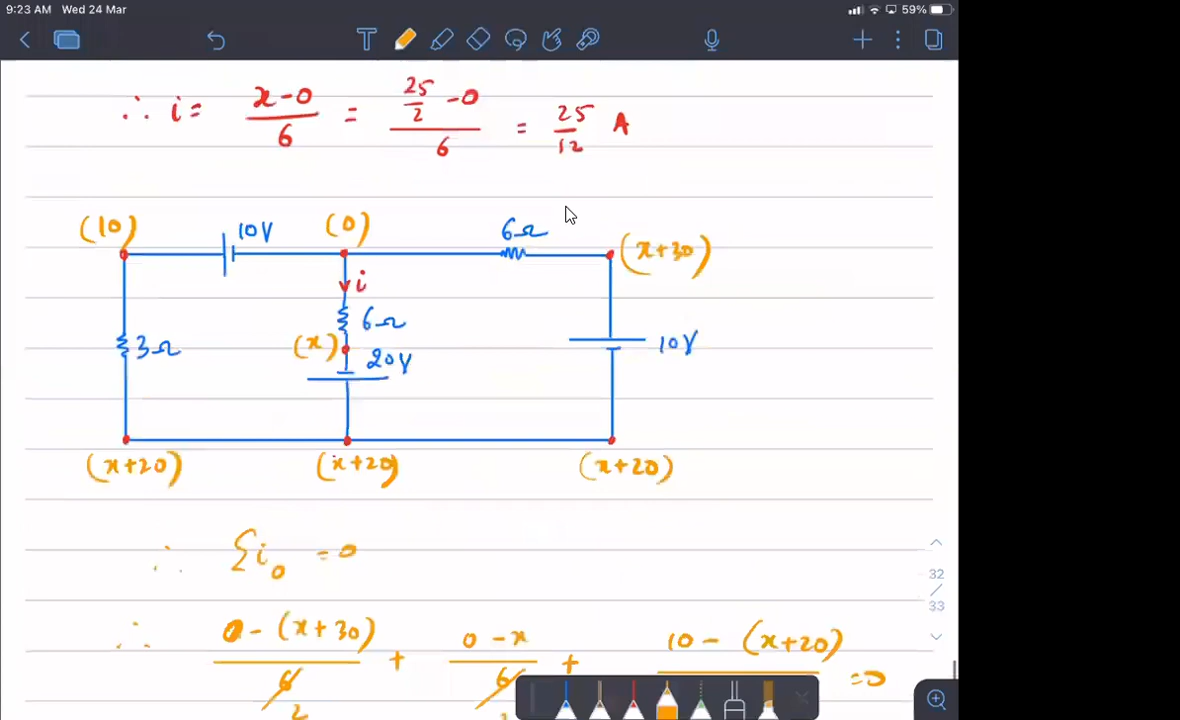 9:23 AM Wed 24 Mar 59%
∴ i = (x-0)/6 = (25/2 -0)/6 = 25/12 A
(10) 10V (0) 6Ω (x+30)
i
6Ω
3Ω (x) 20V 10V
(x+20) (x+20) (x+20)
∴ Σi₀ = 0
32
/
33
∴ (0-(x+30))/6 + (0-x)/6 + 10-(x+20) =0
2